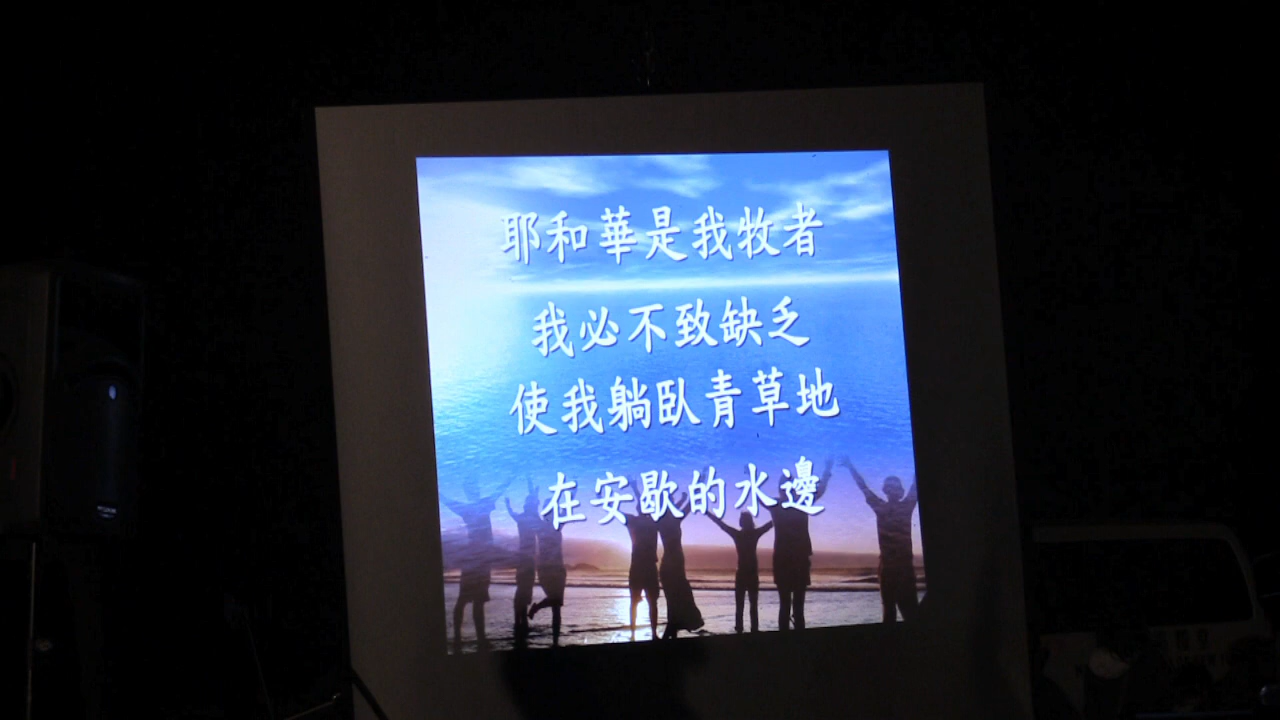 耶和華是我牧者
我必不致缺乏
使我躺臥青草地
在安歇的水邊